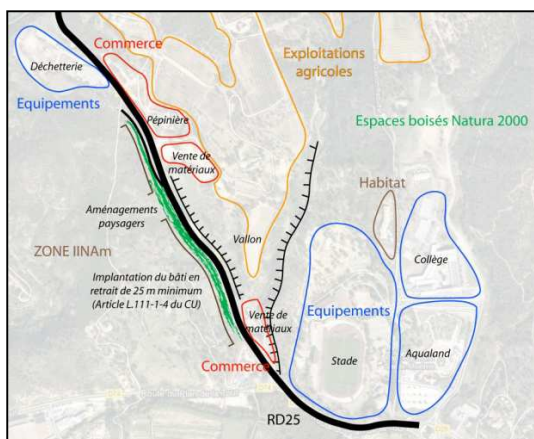 Commerce
Déchetterie
Equipements
Pépinière
Vente de
matériaux
Exploitations
agricoles
Espaces boisés Natura 2000
Habitat
Aménagements
paysagers
ZONE IINAm
Vallon
Collège
Implantation du bâti en
retrait de 25 m minimum
(Article L.111-1-4 du CU)
Vente de
matériaux
Equipements
Stade
Aqualand
Commerce
RD25